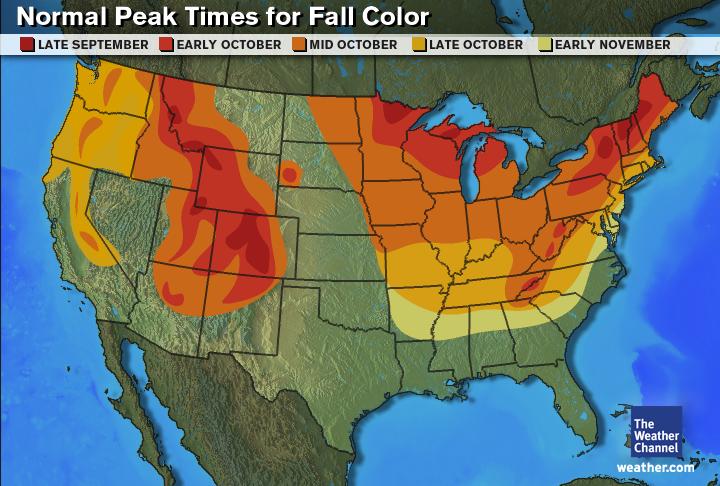 Normal Peak Times for Fall Color
LATE SEPTEMBER EARLY OCTOBER MID OCTOBER LATE OCTOBER EARLY NOVEMBER
The
Weather
Channel
weather.com